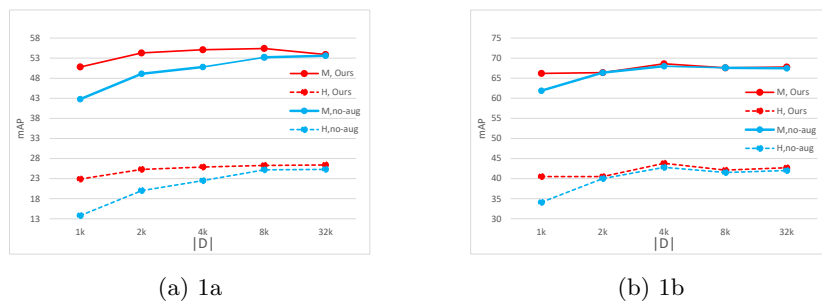 58
53
48
43
38
33
28
23
18
13
mAP
1k
2k
4k
8k
32k
|D|
M, Ours
H, Ours
M,no-aug
H,no-aug
(a) 1a
75
70
65
60
55
50
45
40
35
30
mAP
1k
2k
4k
8k
32k
|D|
M, Ours
H, Ours
M,no-aug
H,no-aug
(b) 1b